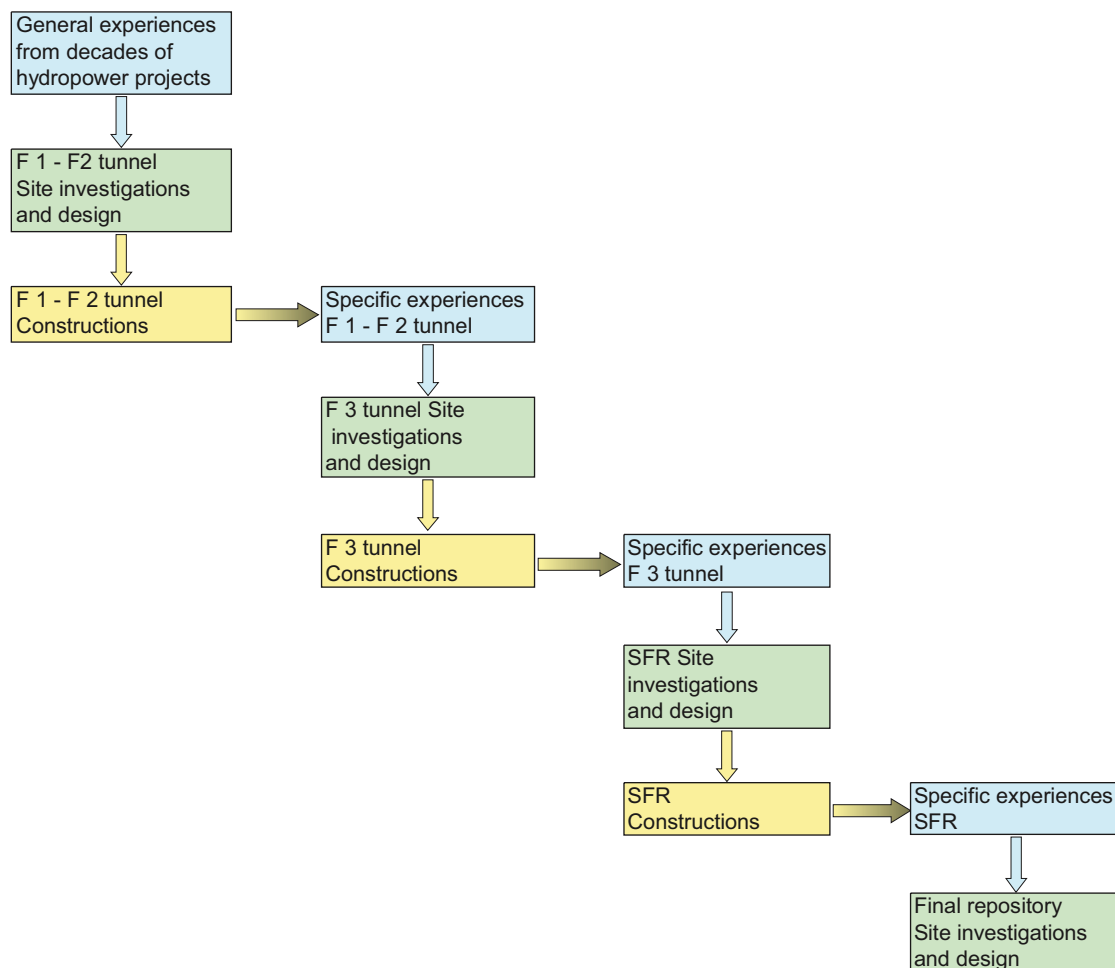 General experiences
from decades of
hydropower projects
F 1 - F2 tunnel
Site investigations
and design
F 1 - F 2 tunnel
Constructions
Specific experiences
F 1 - F 2 tunnel
F 3 tunnel Site
investigations
and design
F 3 tunnel
Constructions
Specific experiences
F 3 tunnel
SFR Site
investigations
and design
SFR
Constructions
Specific experiences
SFR
Final repository
Site investigations
and design